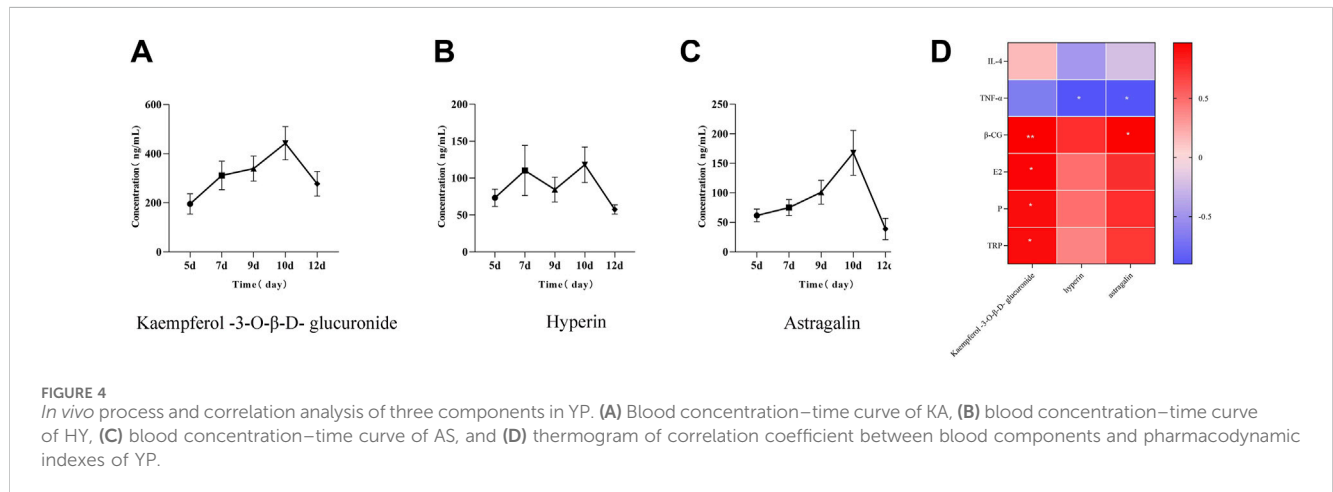 A
Concentration( ng/mL)
600
400
200
0
5d 7d 9d 10d 12d
Time( day)
Kaempferol -3-O-β-D- glucuronide
B
Concentration( ng/mL)
200
150
100
50
0
5d 7d 9d 10d 12d
Time( day)
Hyperin
C
Concentration( ng/mL)
250
200
150
100
50
0
5d 7d 9d 10d 12d
Time( day)
Astragalin
D
IL-4
TNF-α * *
β-CG ** *
E2 *
P *
TRP *
Kaempferol -3-O-β-D- glucuronide
hyperin
astragalin
0.5
0
-0.5
FIGURE 4
In vivo process and correlation analysis of three components in YP. (A) Blood concentration–time curve of KA, (B) blood concentration–time curve
of HY, (C) blood concentration–time curve of AS, and (D) thermogram of correlation coefficient between blood components and pharmacodynamic
indexes of YP.